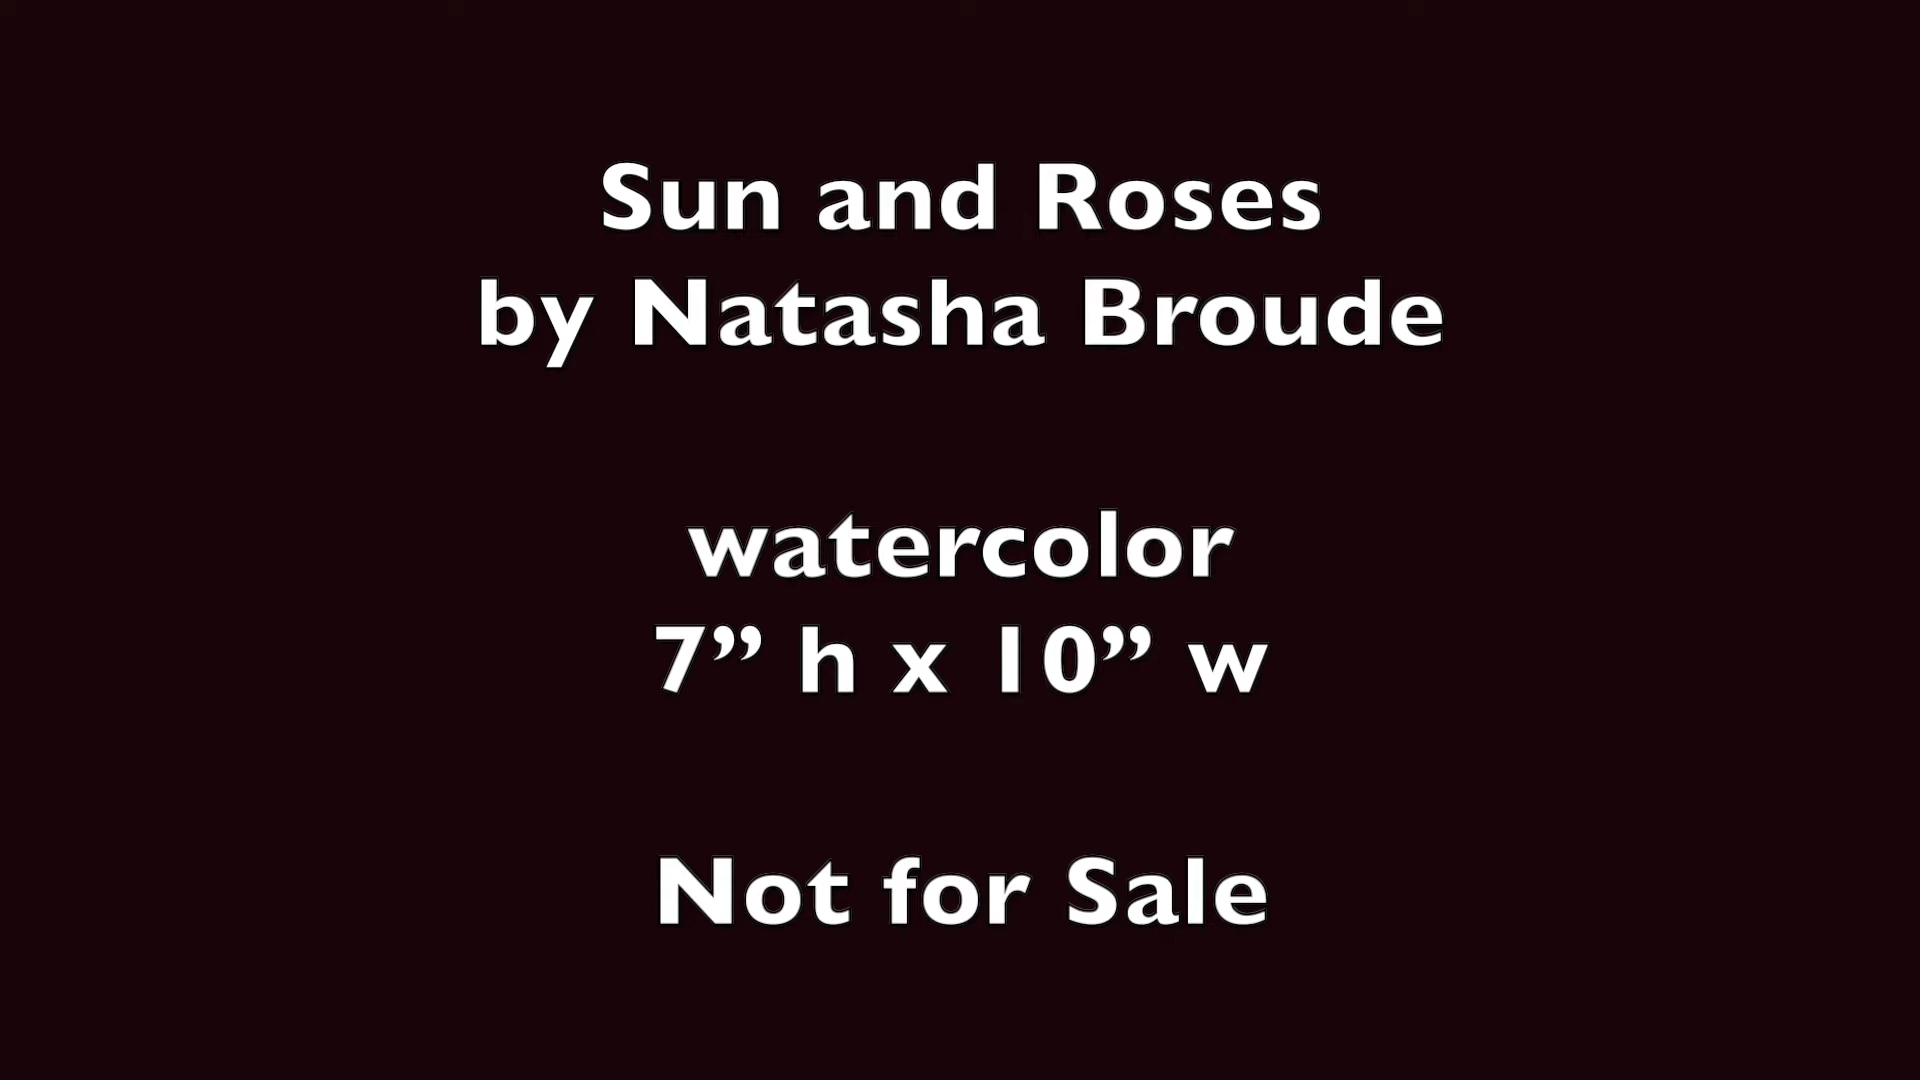 Sun and Roses
by Natasha Broude
watercolor
7” h x 10” w
Not for Sale